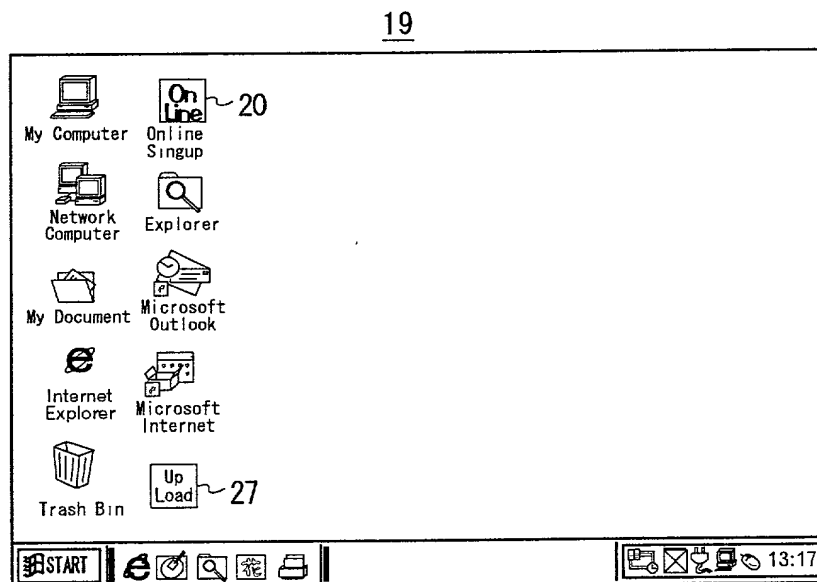 19
On
Line
20
My Computer
Online
Singup
Network
Computer
Explorer
My Document
Microsoft
Outlook
Internet
Explorer
Microsoft
Internet
Trash Bin
Up
Load
27
START
13:17